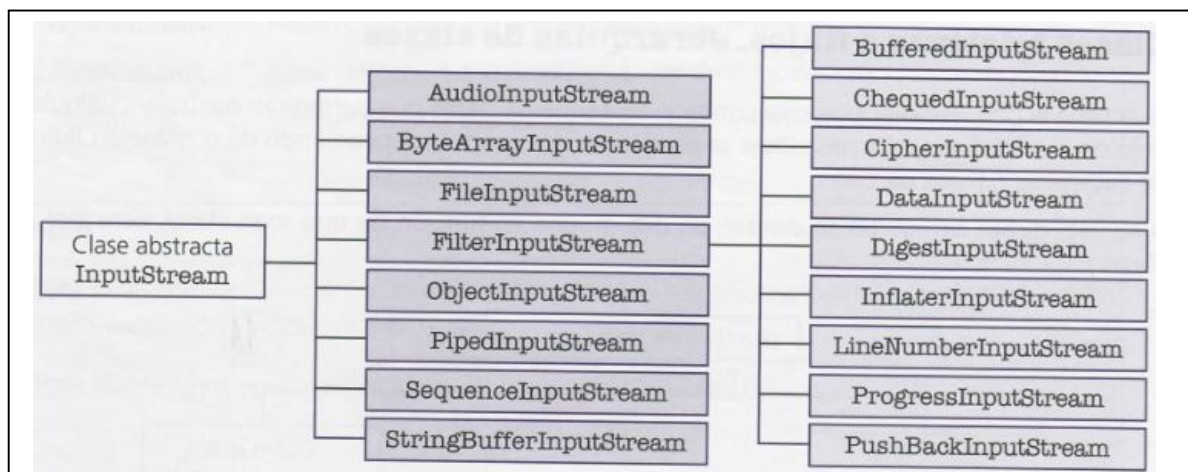 Clase abstracta
InputStream
AudioInputStream
ByteArrayInputStream
FileInputStream
FilterInputStream
ObjectInputStream
PipedInputStream
SequenceInputStream
StringBufferInputStream
BufferedInputStream
ChequedInputStream
CipherInputStream
DataInputStream
DigestInputStream
InflaterInputStream
LineNumberInputStream
ProgressInputStream
PushBackInputStream